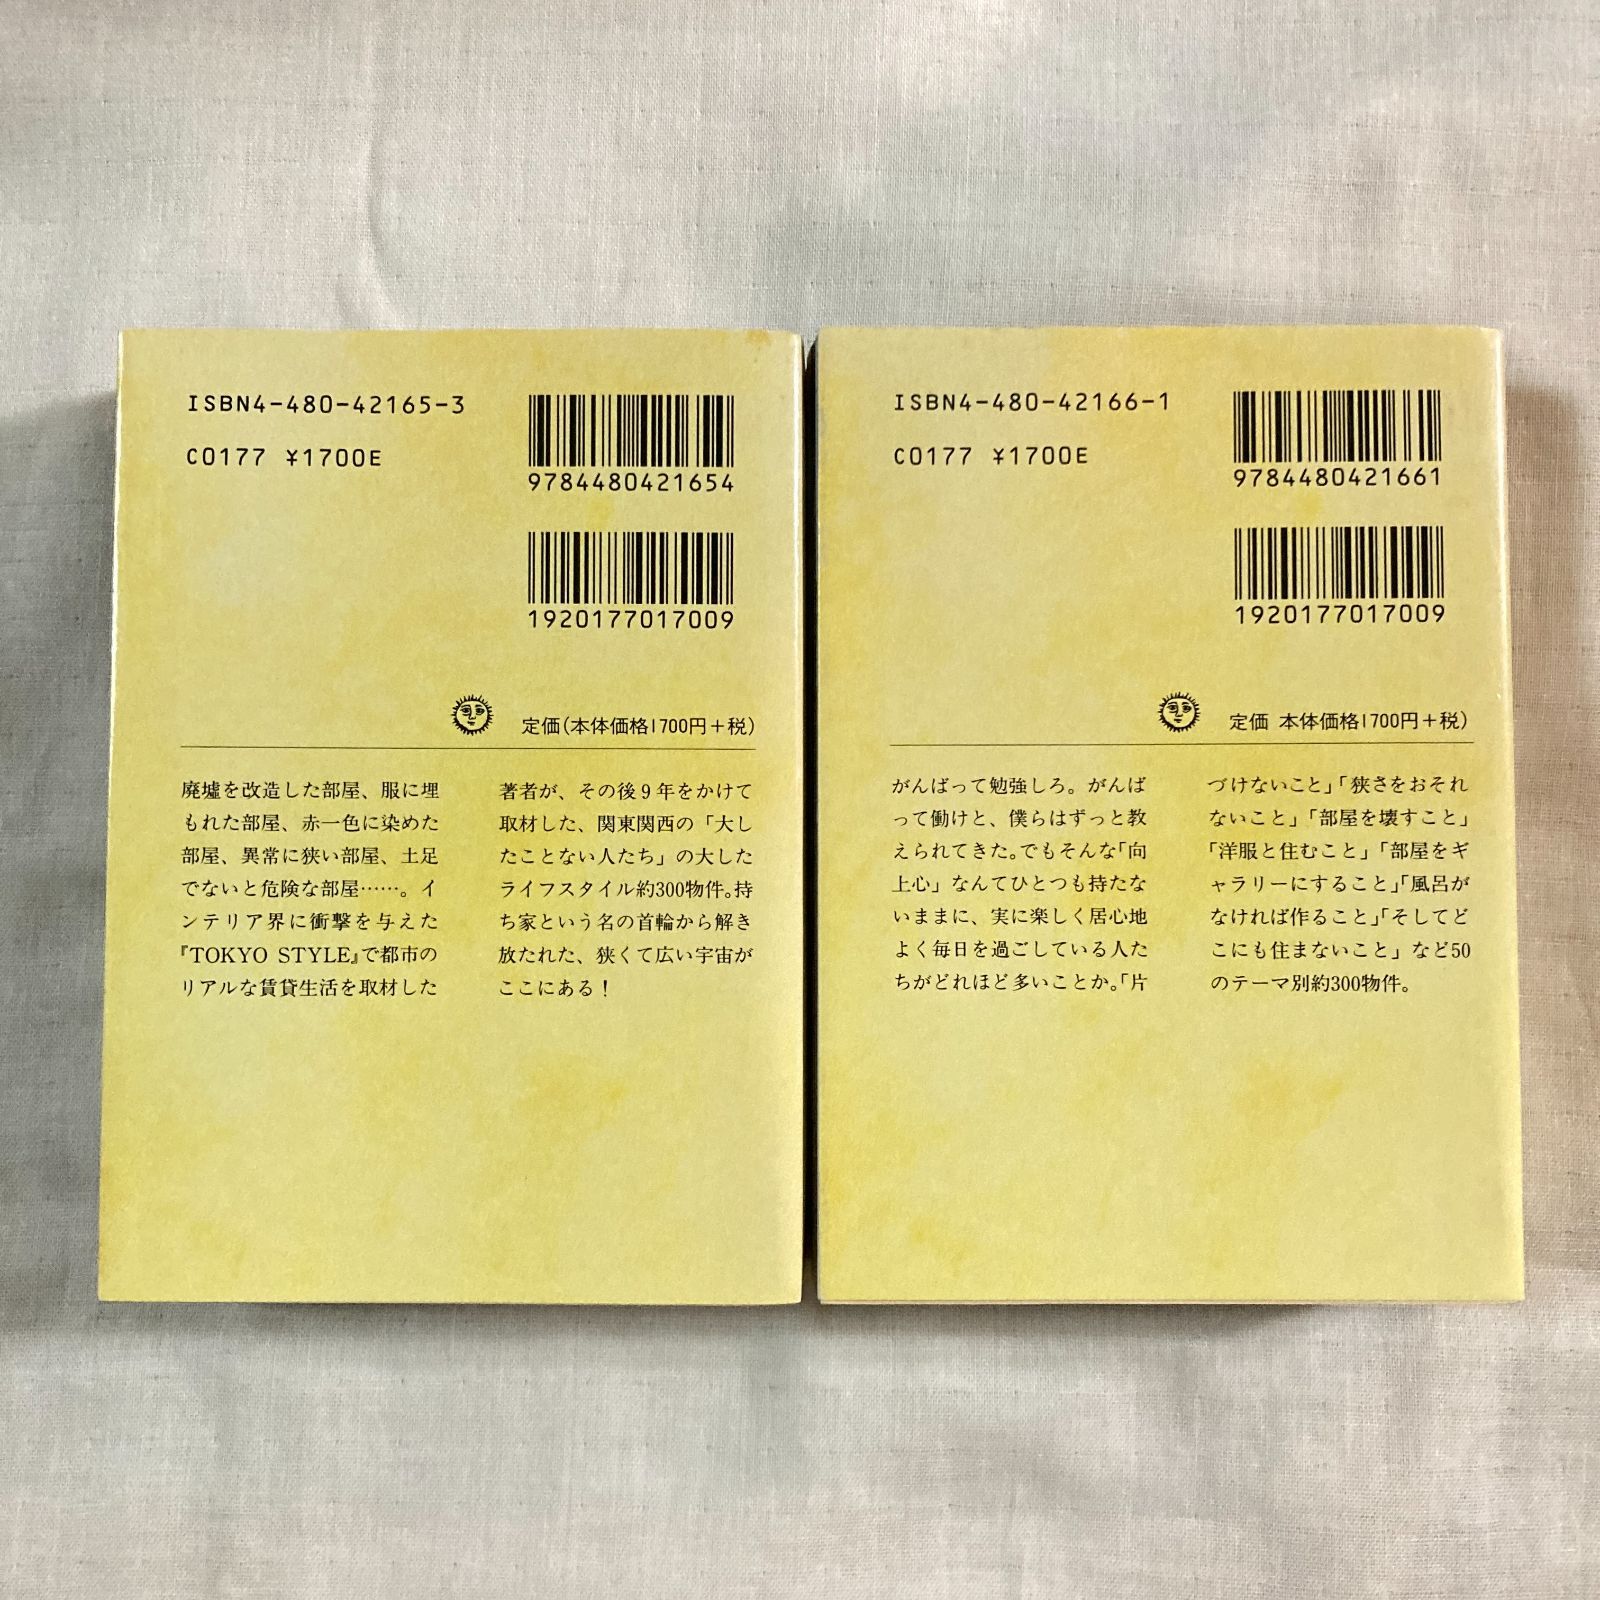 ISBN4-480-42165-3
C0177 ¥1700E
9784480421654
1920177017009
定価(本体価格1700円+税)
廃墟を改造した部屋、服に埋
もれた部屋、赤一色に染めた
部屋、異常に狭い部屋、土足
でないと危険な部屋……。イ
ンテリア界に衝撃を与えた
『TOKYO STYLE』で都市の
リアルな賃貸生活を取材した
著者が、その後9年をかけて
取材した、関東関西の「大し
たことない人たち」の大した
ライフスタイル約300物件。持
ち家という名の首輪から解き
放たれた、狭くて広い宇宙が
ここにある!
ISBN4-480-42166-1
C0177 ¥1700E
9784480421661
1920177017009
定価 本体価格1700円+税)
がんばって勉強しろ。がんば
って働けと、僕らはずっと教
えられてきた。でもそんな「向
上心」なんてひとつも持たな
いままに、実に楽しく居心地
よく毎日を過ごしている人た
ちがどれほど多いことか。「片
づけないこと」「狭さをおそれ
ないこと」「部屋を壊すこと」
「洋服と住むこと」「部屋をギ
ャラリーにすること」「風呂が
なければ作ること」「そしてど
こにも住まないこと」など50
のテーマ別約300物件。